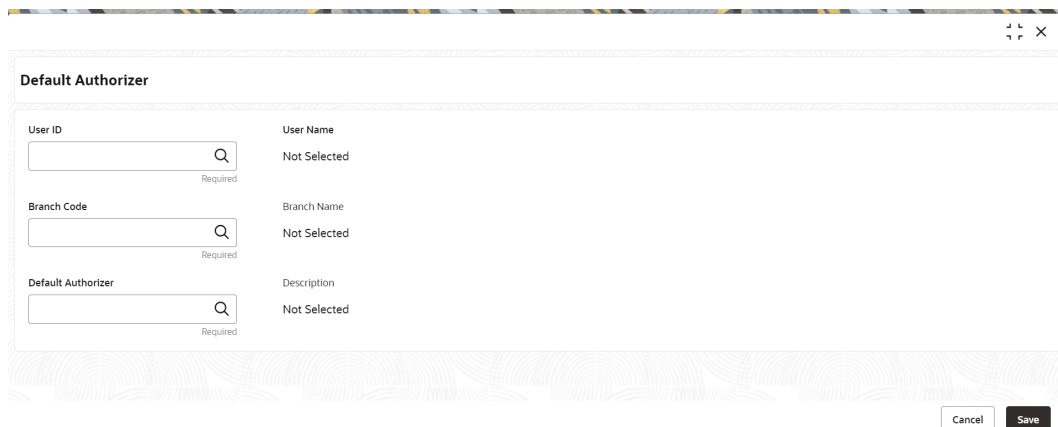 Default Authorizer
User ID User Name
Not Selected
Required
Branch Code Branch Name
Not Selected
Required
Default Authorizer Description
Not Selected
Required
Cancel Save